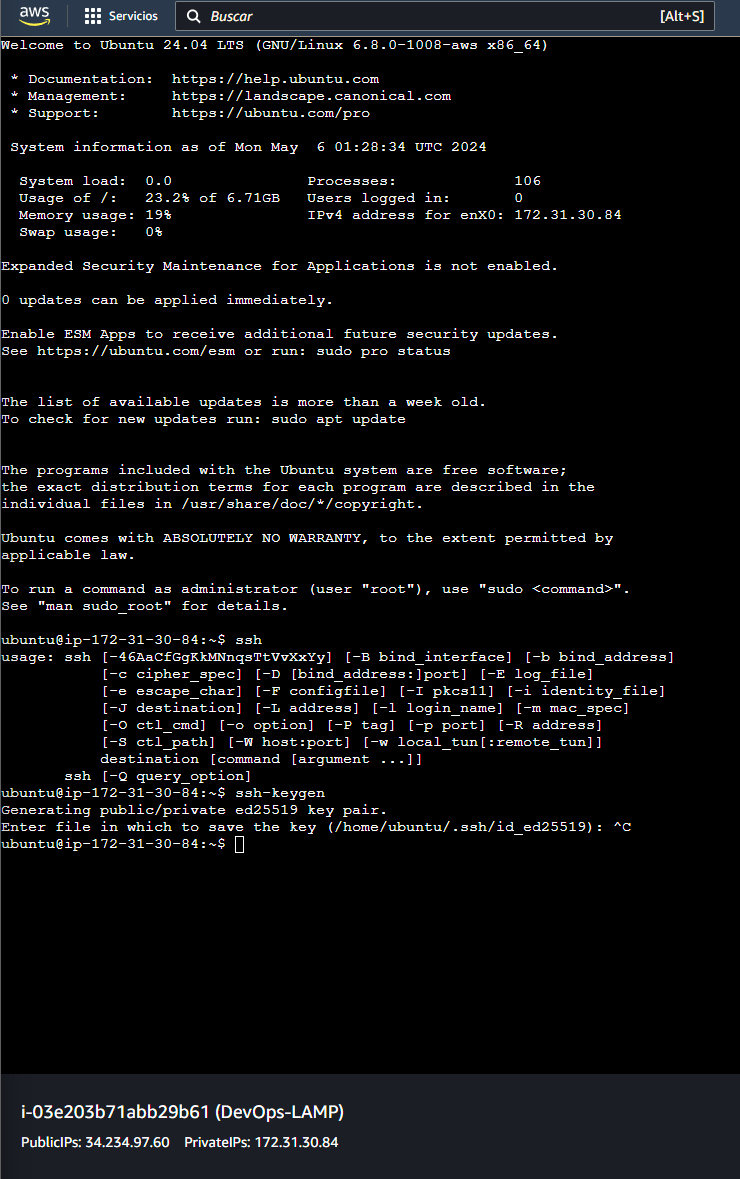 aws Servicios Buscar [Alt+S]
Welcome to Ubuntu 24.04 LTS (GNU/Linux 6.8.0-1008-aws x86_64)
* Documentation: https://help.ubuntu.com
* Management: https://landscape.canonical.com
* Support: https://ubuntu.com/pro
System information as of Mon May 6 01:28:34 UTC 2024
System load: 0.0 Processes: 106
Usage of /: 23.2% of 6.71GB Users logged in: 0
Memory usage: 19% IPv4 address for enX0: 172.31.30.84
Swap usage: 0%
Expanded Security Maintenance for Applications is not enabled.
0 updates can be applied immediately.
Enable ESM Apps to receive additional future security updates.
See https://ubuntu.com/esm or run: sudo pro status
The list of available updates is more than a week old.
To check for new updates run: sudo apt update
The programs included with the Ubuntu system are free software;
the exact distribution terms for each program are described in the
individual files in /usr/share/doc/*/copyright.
Ubuntu comes with ABSOLUTELY NO WARRANTY, to the extent permitted by
applicable law.
To run a command as administrator (user "root"), use "sudo <command>".
See "man sudo_root" for details.
ubuntu@ip-172-31-30-84:~$ ssh
usage: ssh [-46AaCfGgKkMNnqsTtVvXxYy] [-B bind_interface] [-b bind_address]
[-c cipher_spec] [-D [bind_address:]port] [-E log_file]
[-e escape_char] [-F configfile] [-I pkcs11] [-i identity_file]
[-J destination] [-L address] [-l login_name] [-m mac_spec]
[-O ctl_cmd] [-o option] [-P tag] [-p port] [-R address]
[-S ctl_path] [-W host:port] [-w local_tun[:remote_tun]]
destination [command [argument ...]]
ssh [-Q query_option]
ubuntu@ip-172-31-30-84:~$ ssh-keygen
Generating public/private ed25519 key pair.
Enter file in which to save the key (/home/ubuntu/.ssh/id_ed25519): ^C
ubuntu@ip-172-31-30-84:~$
i-03e203b71abb29b61 (DevOps-LAMP)
PublicIPs: 34.234.97.60 PrivateIPs: 172.31.30.84